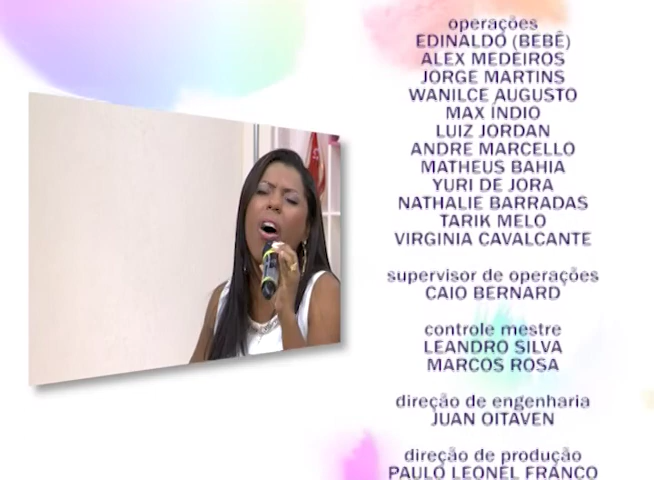 operações
EDINALDO (BEBÊ)
ALEX MEDEIROS
JORGE MARTINS
WANILCE AUGUSTO
MAX ÍNDIO
LUIZ JORDAN
ANDRE MARCELLO
MATHEUS BAHIA
YURI DE JORA
NATHALIE BARRADAS
TARIK MELO
VIRGINIA CAVALCANTE
supervisor de operações
CAIO BERNARD
controle mestre
LEANDRO SILVA
MARCOS ROSA
direção de engenharia
JUAN OITAVEN
direção de produção
PAULO LEONEL FRANCO